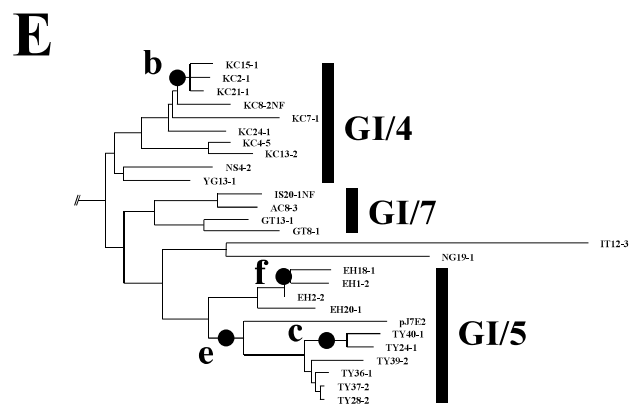 E
b
KC15-1
KC2-1
KC21-1
KC8-2NF
KC7-1
KC24-1
KC4-5
KC13-2
NS4-2
YG13-1
GI/4
IS20-1NF
AC8-3
GT13-1
GT8-1
GI/7
IT12-3
NG19-1
f
EH18-1
EH1-2
EH2-2
EH20-1
e
pJ7E2
c
TY40-1
TY24-1
TY39-2
TY36-1
TY37-2
TY28-2
GI/5